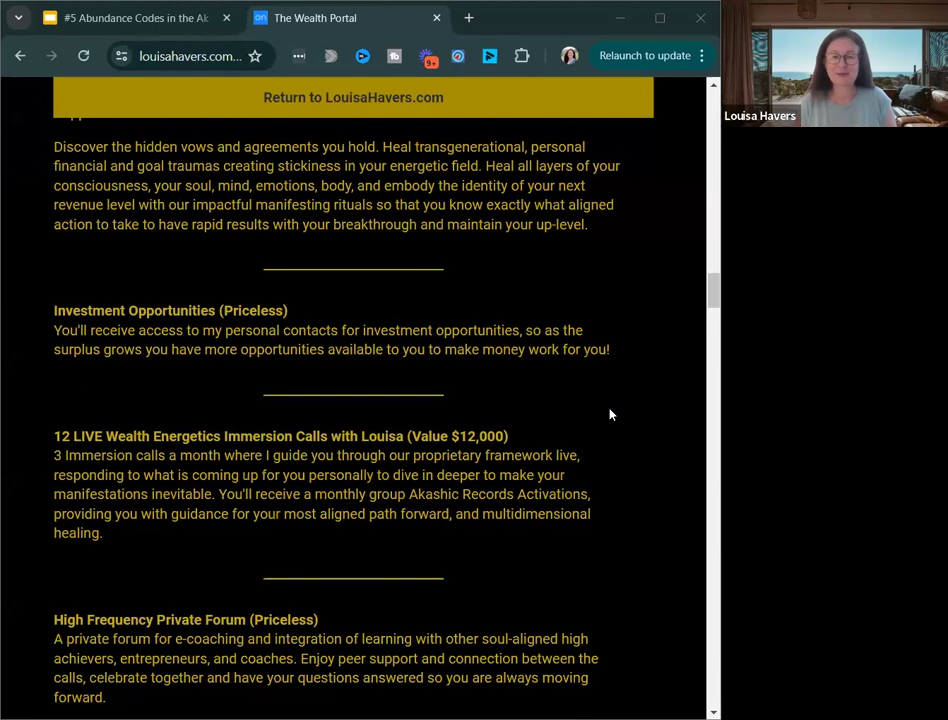 #5 Abundance Codes in the Ak
The Wealth Portal
louisahavers.com...
9+
Relaunch to update
Louisa Havers
Return to LouisaHavers.com
Discover the hidden vows and agreements you hold. Heal transgenerational, personal
financial and goal traumas creating stickiness in your energetic field. Heal all layers of your
consciousness, your soul, mind, emotions, body, and embody the identity of your next
revenue level with our impactful manifesting rituals so that you know exactly what aligned
action to take to have rapid results with your breakthrough and maintain your up-level.
Investment Opportunities (Priceless)
You'll receive access to my personal contacts for investment opportunities, so as the
surplus grows you have more opportunities available to you to make money work for you!
12 LIVE Wealth Energetics Immersion Calls with Louisa (Value $12,000)
3 Immersion calls a month where I guide you through our proprietary framework live,
responding to what is coming up for you personally to dive in deeper to make your
manifestations inevitable. You'll receive a monthly group Akashic Records Activations,
providing you with guidance for your most aligned path forward, and multidimensional
healing.
High Frequency Private Forum (Priceless)
A private forum for e-coaching and integration of learning with other soul-aligned high
achievers, entrepreneurs, and coaches. Enjoy peer support and connection between the
calls, celebrate together and have your questions answered so you are always moving
forward.